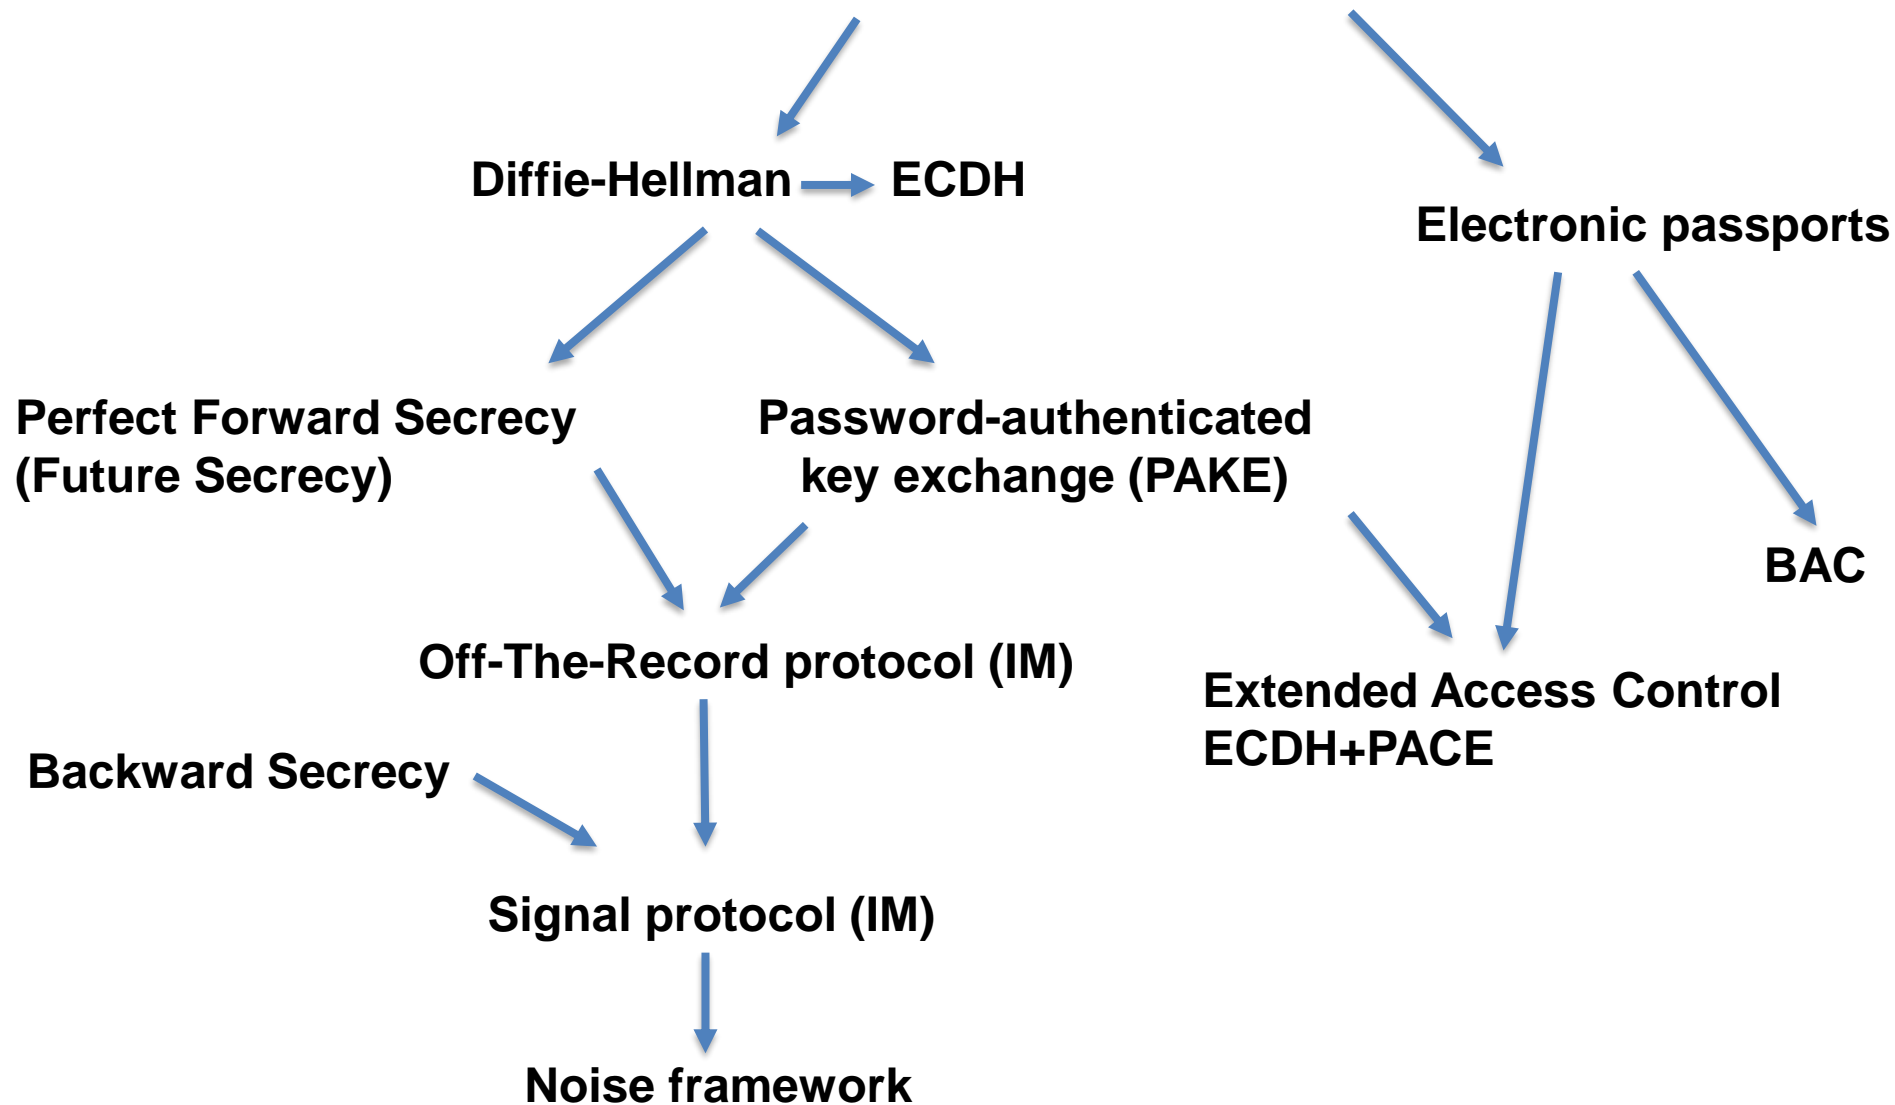 Diffie-Hellman
ECDH
Electronic passports
Perfect Forward Secrecy
(Future Secrecy)
Password-authenticated
key exchange (PAKE)
BAC
Off-The-Record protocol (IM)
Extended Access Control
ECDH+PACE
Backward Secrecy
Signal protocol (IM)
Noise framework